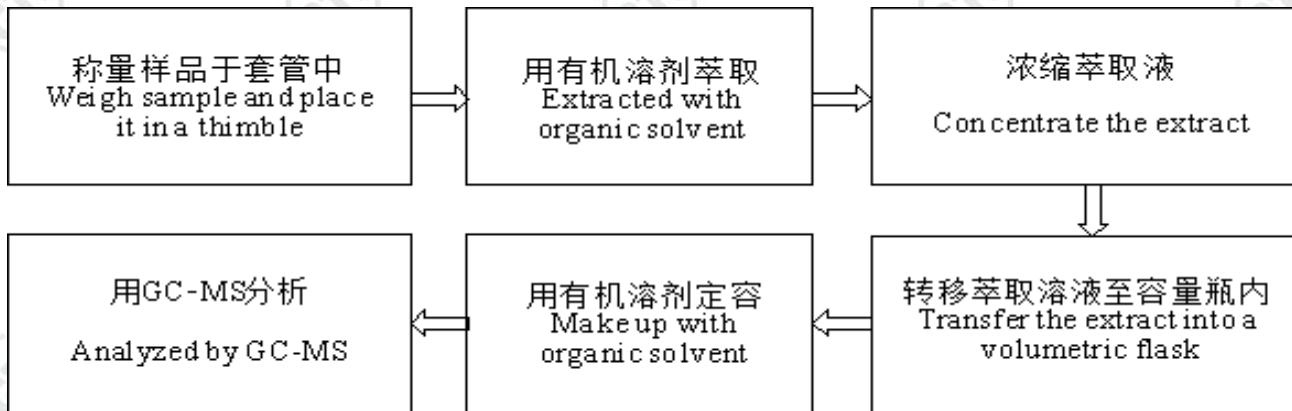 称量样品于套管中
Weigh sample and place
it in a thimble
用有机溶剂萃取
Extracted with
organic solvent
浓缩萃取液
Concentrate the extract
转移萃取溶液至容量瓶内
Transfer the extract into a
volumetric flask
用有机溶剂定容
Make up with
organic solvent
用GC-MS分析
Analyzed by GC-MS